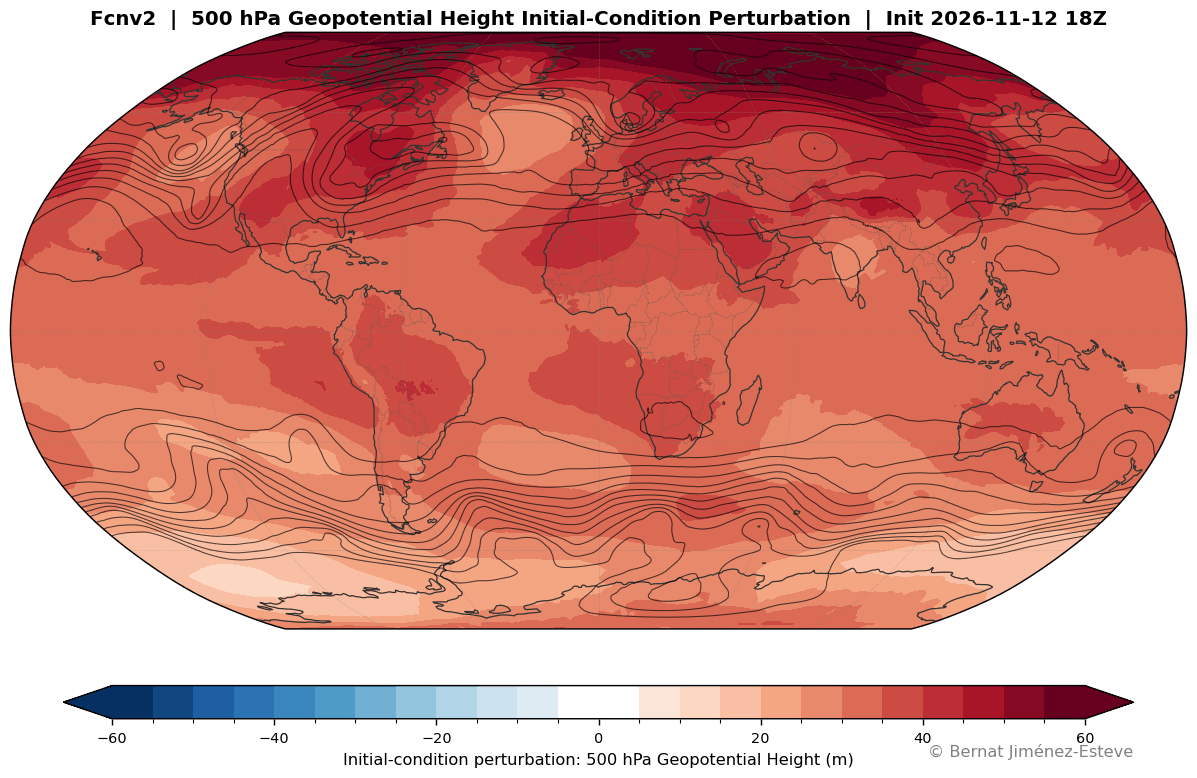 Fcnv2 | 500 hPa Geopotential Height Initial-Condition Perturbation | Init 2026-11-12 18Z
−60 −40 −20 0 20 40 60
Initial-condition perturbation: 500 hPa Geopotential Height (m)
© Bernat Jiménez-Esteve